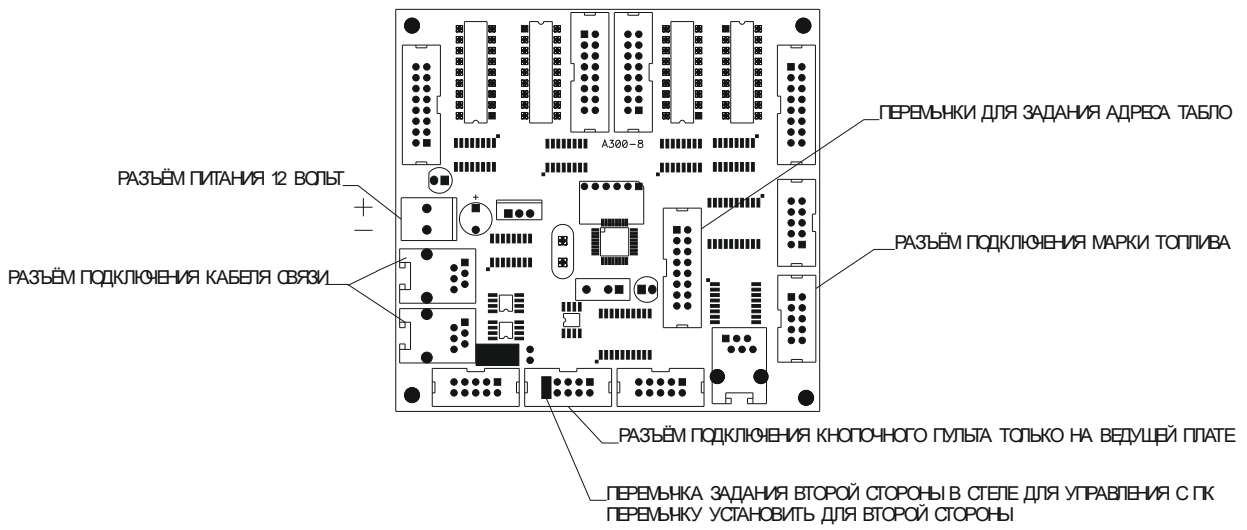 A300-8
ПЕРЕМЫЧКИ ДЛЯ ЗАДАНИЯ АДРЕСА ТАБЛО
РАЗЪЁМ ПИТАНИЯ 12 ВОЛЬТ
+
+
−
РАЗЪЁМ ПОДКЛЮЧЕНИЯ МАРКИ ТОПЛИВА
РАЗЪЁМ ПОДКЛЮЧЕНИЯ КАБЕЛЯ СВЯЗИ
РАЗЪЁМ ПОДКЛЮЧЕНИЯ КНОПОЧНОГО ПУЛЬТА ТОЛЬКО НА ВЕДУЩЕЙ ПЛАТЕ
ПЕРЕМЫЧКА ЗАДАНИЯ ВТОРОЙ СТОРОНЫ В СТЕЛЕ ДЛЯ УПРАВЛЕНИЯ С ПК
ПЕРЕМЫЧКУ УСТАНОВИТЬ ДЛЯ ВТОРОЙ СТОРОНЫ